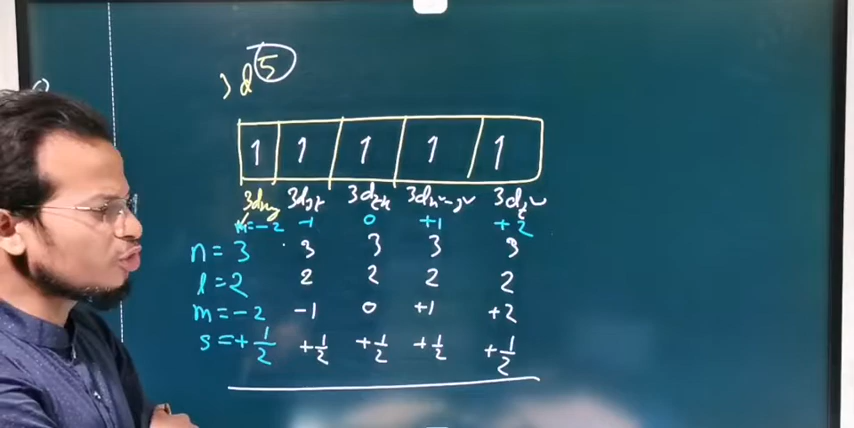 3d⁵
1 1 1 1 1
3dxy 3dyz 3dzx 3dx²-y² 3dz²
m=-2 -1 0 +1 +2
n = 3 3 3 3 3
l = 2 2 2 2 2
m = -2 -1 0 +1 +2
s = +1/2 +1/2 +1/2 +1/2 +1/2